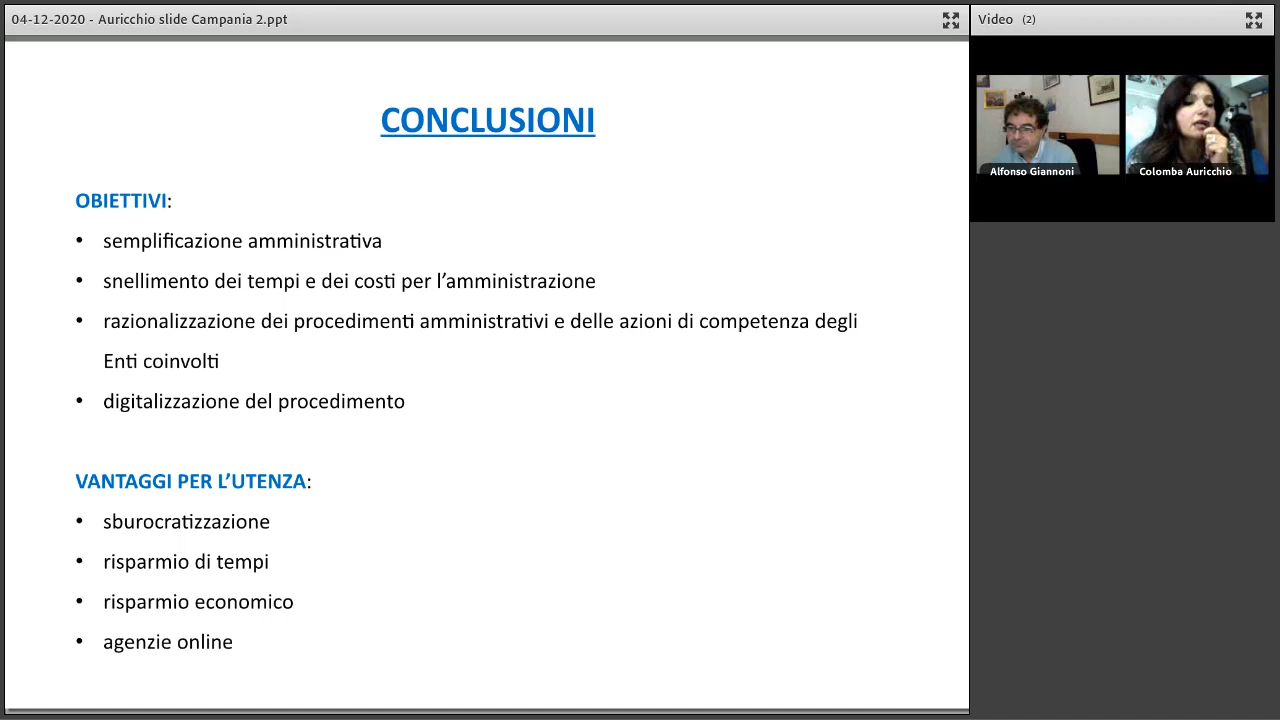 04-12-2020 - Auricchio slide Campania 2.ppt
Video (2)
Alfonso Giannoni
Colomba Auricchio
CONCLUSIONI
OBIETTIVI:
• semplificazione amministrativa
• snellimento dei tempi e dei costi per l’amministrazione
• razionalizzazione dei procedimenti amministrativi e delle azioni di competenza degli
Enti coinvolti
• digitalizzazione del procedimento
VANTAGGI PER L’UTENZA:
• sburocratizzazione
• risparmio di tempi
• risparmio economico
• agenzie online